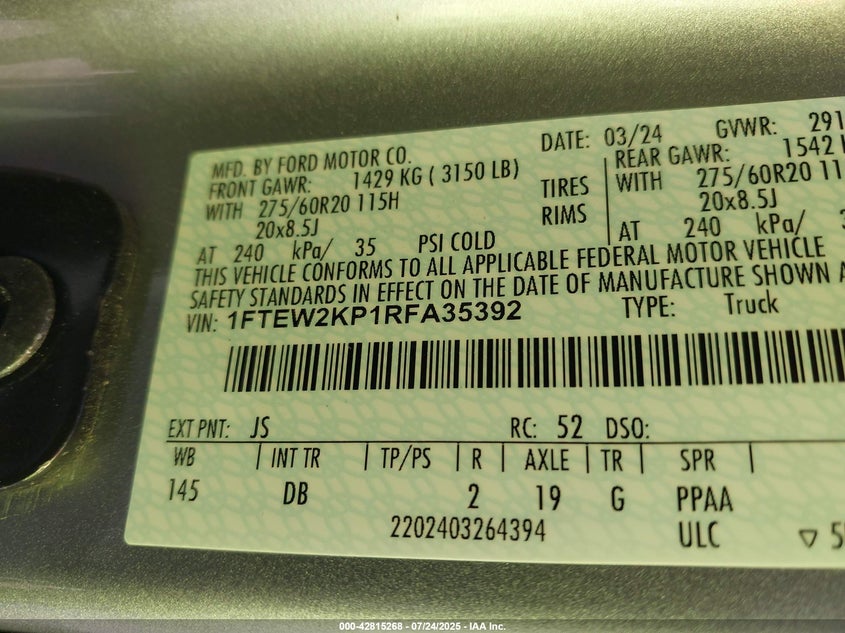 MFD. BY FORD MOTOR CO.
DATE: 03/24
GVWR: 291
FRONT GAWR: 1429 KG ( 3150 LB)
REAR GAWR: 1542
WITH 275/60R20 115H
TIRES
WITH 275/60R20 11
20x8.5J
RIMS
20x8.5J
AT 240 kPa/ 35 PSI COLD
AT 240 kPa/
THIS VEHICLE CONFORMS TO ALL APPLICABLE FEDERAL MOTOR VEHICLE
SAFETY STANDARDS IN EFFECT ON THE DATE OF MANUFACTURE SHOWN
VIN: 1FTEW2KP1RFA35392
TYPE: Truck
EXT PNT: JS
RC: 52 DSO:
WB | INT TR | TP/PS | R | AXLE | TR | SPR |
145 DB 2 19 G PPAA
2202403264394
ULC
000-42815268 - 07/24/2025 - IAA Inc.